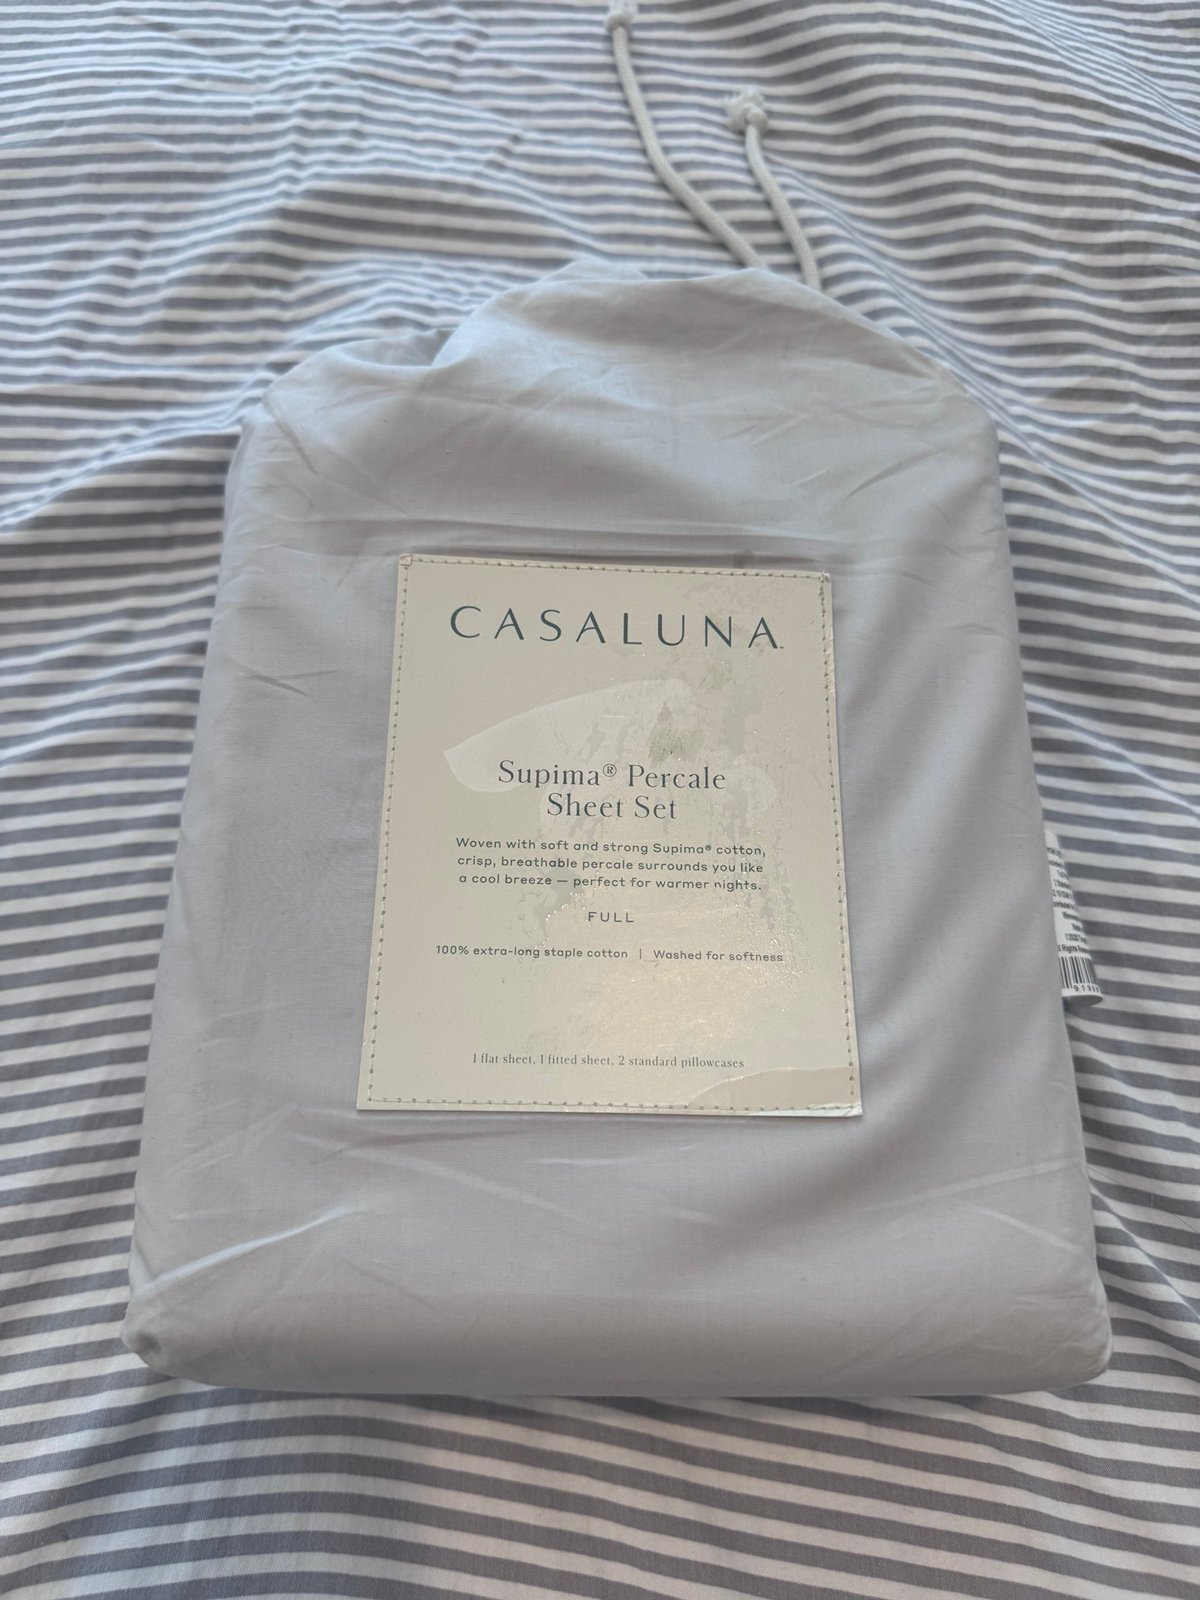 CASALUNA
Supima® Percale
Sheet Set
Woven with soft and strong Supima® cotton,
crisp, breathable percale surrounds you like
a cool breeze — perfect for warmer nights.
FULL
100% extra-long staple cotton | Washed for softness
1 flat sheet, 1 fitted sheet, 2 standard pillowcases